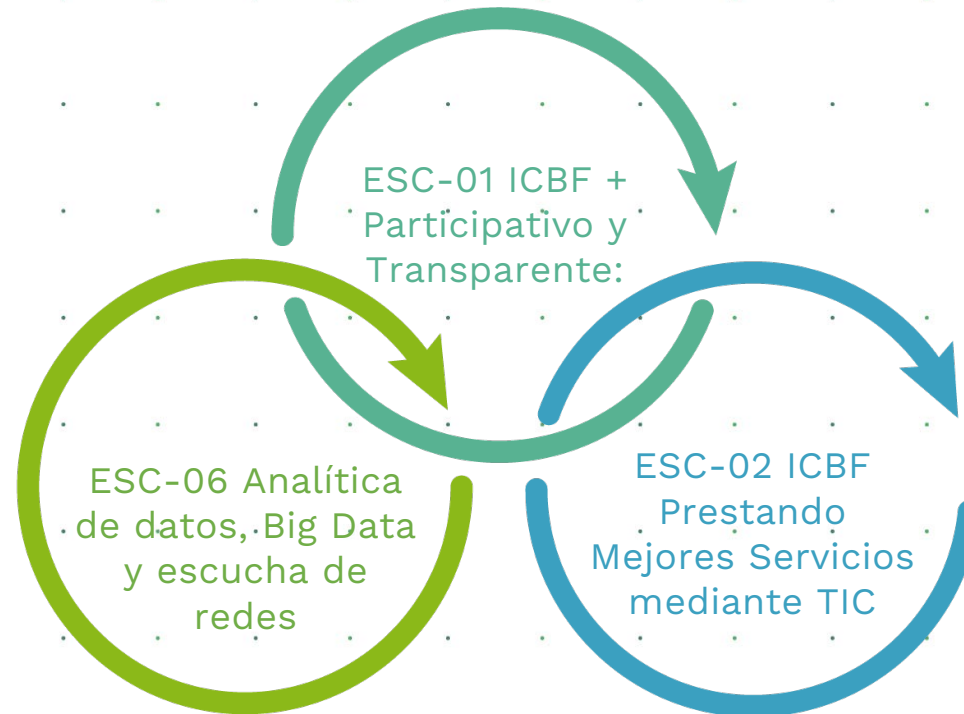 ESC-01 ICBF +
Participativo y
Transparente:
ESC-06 Analítica
de datos, Big Data
y escucha de
redes
ESC-02 ICBF
Prestando
Mejores Servicios
mediante TIC